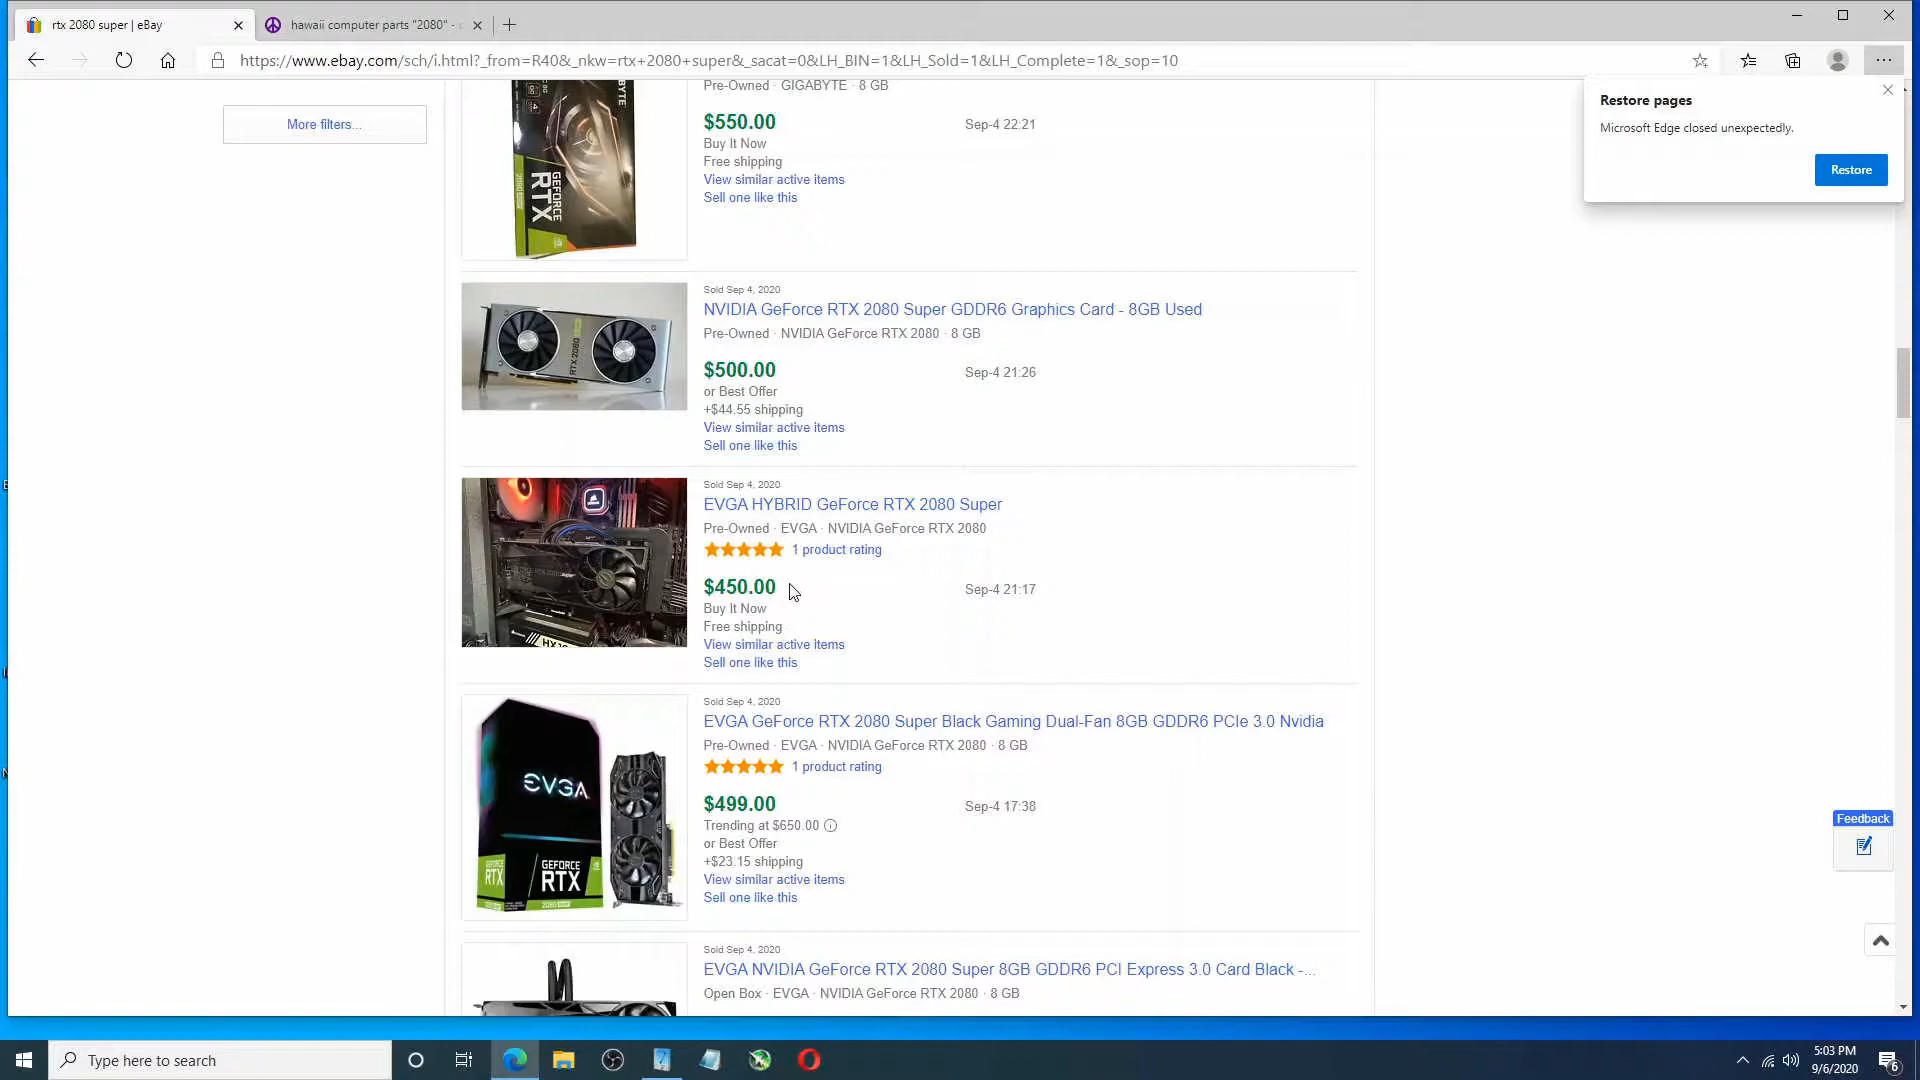 rtx 2080 super | eBay
hawaii computer parts "2080" -
https://www.ebay.com/sch/i.html?_from=R40&_nkw=rtx+2080+super&_sacat=0&LH_BIN=1&LH_Sold=1&LH_Complete=1&_sop=10
Restore pages
Microsoft Edge closed unexpectedly.
Restore
More filters...
Pre-Owned · GIGABYTE · 8 GB
$550.00
Sep-4 22:21
Buy It Now
Free shipping
View similar active items
Sell one like this
GEFORCE
RTX
Sold Sep 4, 2020
NVIDIA GeForce RTX 2080 Super GDDR6 Graphics Card - 8GB Used
Pre-Owned · NVIDIA GeForce RTX 2080 · 8 GB
$500.00
Sep-4 21:26
or Best Offer
+$44.55 shipping
View similar active items
Sell one like this
RTX 2080
Sold Sep 4, 2020
EVGA HYBRID GeForce RTX 2080 Super
Pre-Owned · EVGA · NVIDIA GeForce RTX 2080
1 product rating
$450.00
Sep-4 21:17
Buy It Now
Free shipping
View similar active items
Sell one like this
Sold Sep 4, 2020
EVGA GeForce RTX 2080 Super Black Gaming Dual-Fan 8GB GDDR6 PCIe 3.0 Nvidia
Pre-Owned · EVGA · NVIDIA GeForce RTX 2080 · 8 GB
1 product rating
$499.00
Sep-4 17:38
Trending at $650.00
or Best Offer
+$23.15 shipping
View similar active items
Sell one like this
EVGA
GEFORCE
RTX
GEFORCE
RTX
2080 SUPER
Feedback
Sold Sep 4, 2020
EVGA NVIDIA GeForce RTX 2080 Super 8GB GDDR6 PCI Express 3.0 Card Black -...
Open Box · EVGA · NVIDIA GeForce RTX 2080 · 8 GB
Type here to search
5:03 PM
9/6/2020
6